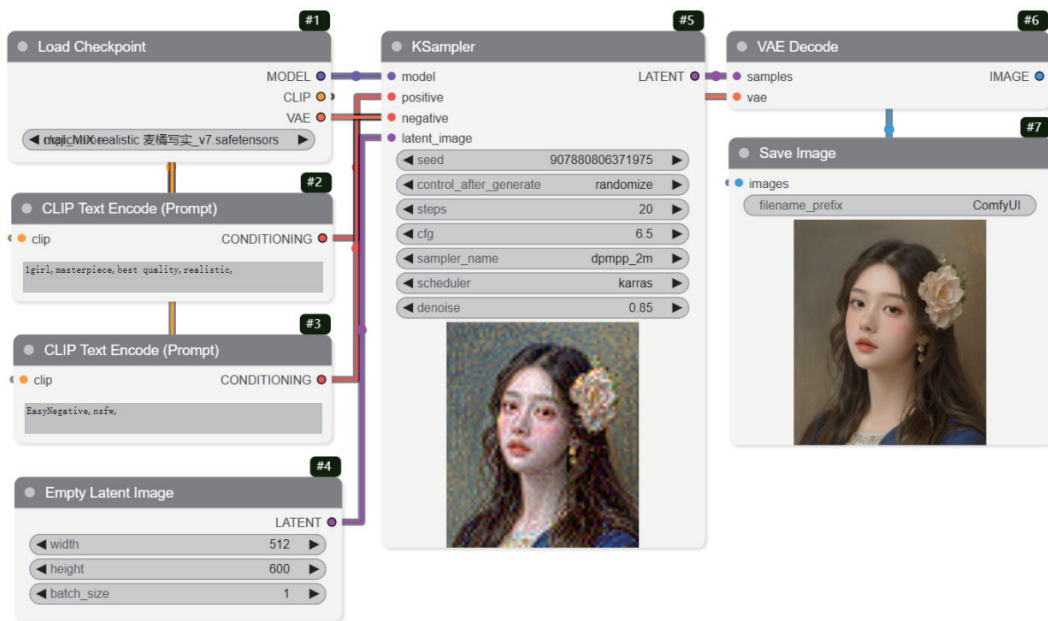 #1
Load Checkpoint
MODEL
CLIP
VAE
majicMIX realistic 麦橘写实_v7.safetensors
#2
CLIP Text Encode (Prompt)
clip
CONDITIONING
1girl,masterpiece,best quality,realistic,
#3
CLIP Text Encode (Prompt)
clip
CONDITIONING
EasyNegative,nsfw,
#4
Empty Latent Image
LATENT
width 512
height 600
batch_size 1
#5
KSampler
model LATENT
positive
negative
latent_image
seed 907880806371975
control_after_generate randomize
steps 20
cfg 6.5
sampler_name dpmpp_2m
scheduler karras
denoise 0.85
#6
VAE Decode
samples IMAGE
vae
#7
Save Image
images
filename_prefix ComfyUI